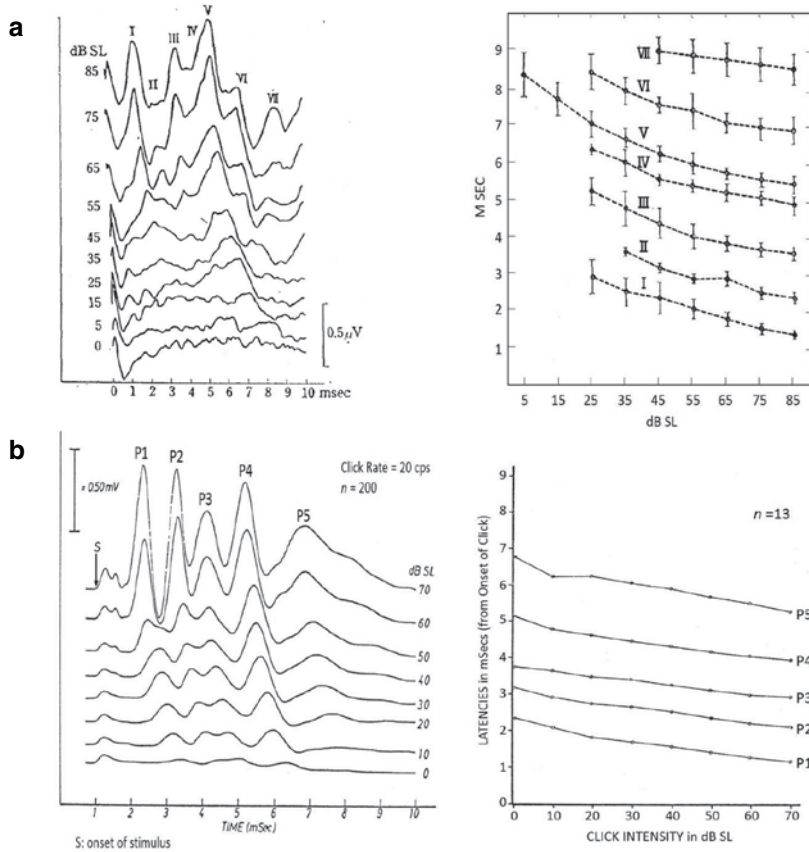 a
dB SL
85
75
65
55
45
35
25
15
5
0
I
II
III
IV
V
VI
VII
0.5μV
0 1 2 3 4 5 6 7 8 9 10 msec
M SEC
9
8
7
6
5
4
3
2
1
VII
VI
V
IV
III
II
I
5 15 25 35 45 55 65 75 85
dB SL
b
= 0.50mV
S
P1
P2
P3
P4
P5
Click Rate = 20 cps
n = 200
dB SL
70
60
50
40
30
20
10
0
1 2 3 4 5 6 7 8 9 10
TIME (mSec)
S: onset of stimulus
LATENCIES in mSecs (from Onset of Click)
9
8
7
6
5
4
3
2
1
0
n =13
P5
P4
P3
P2
P1
0 10 20 30 40 50 60 70
CLICK INTENSITY in dB SL